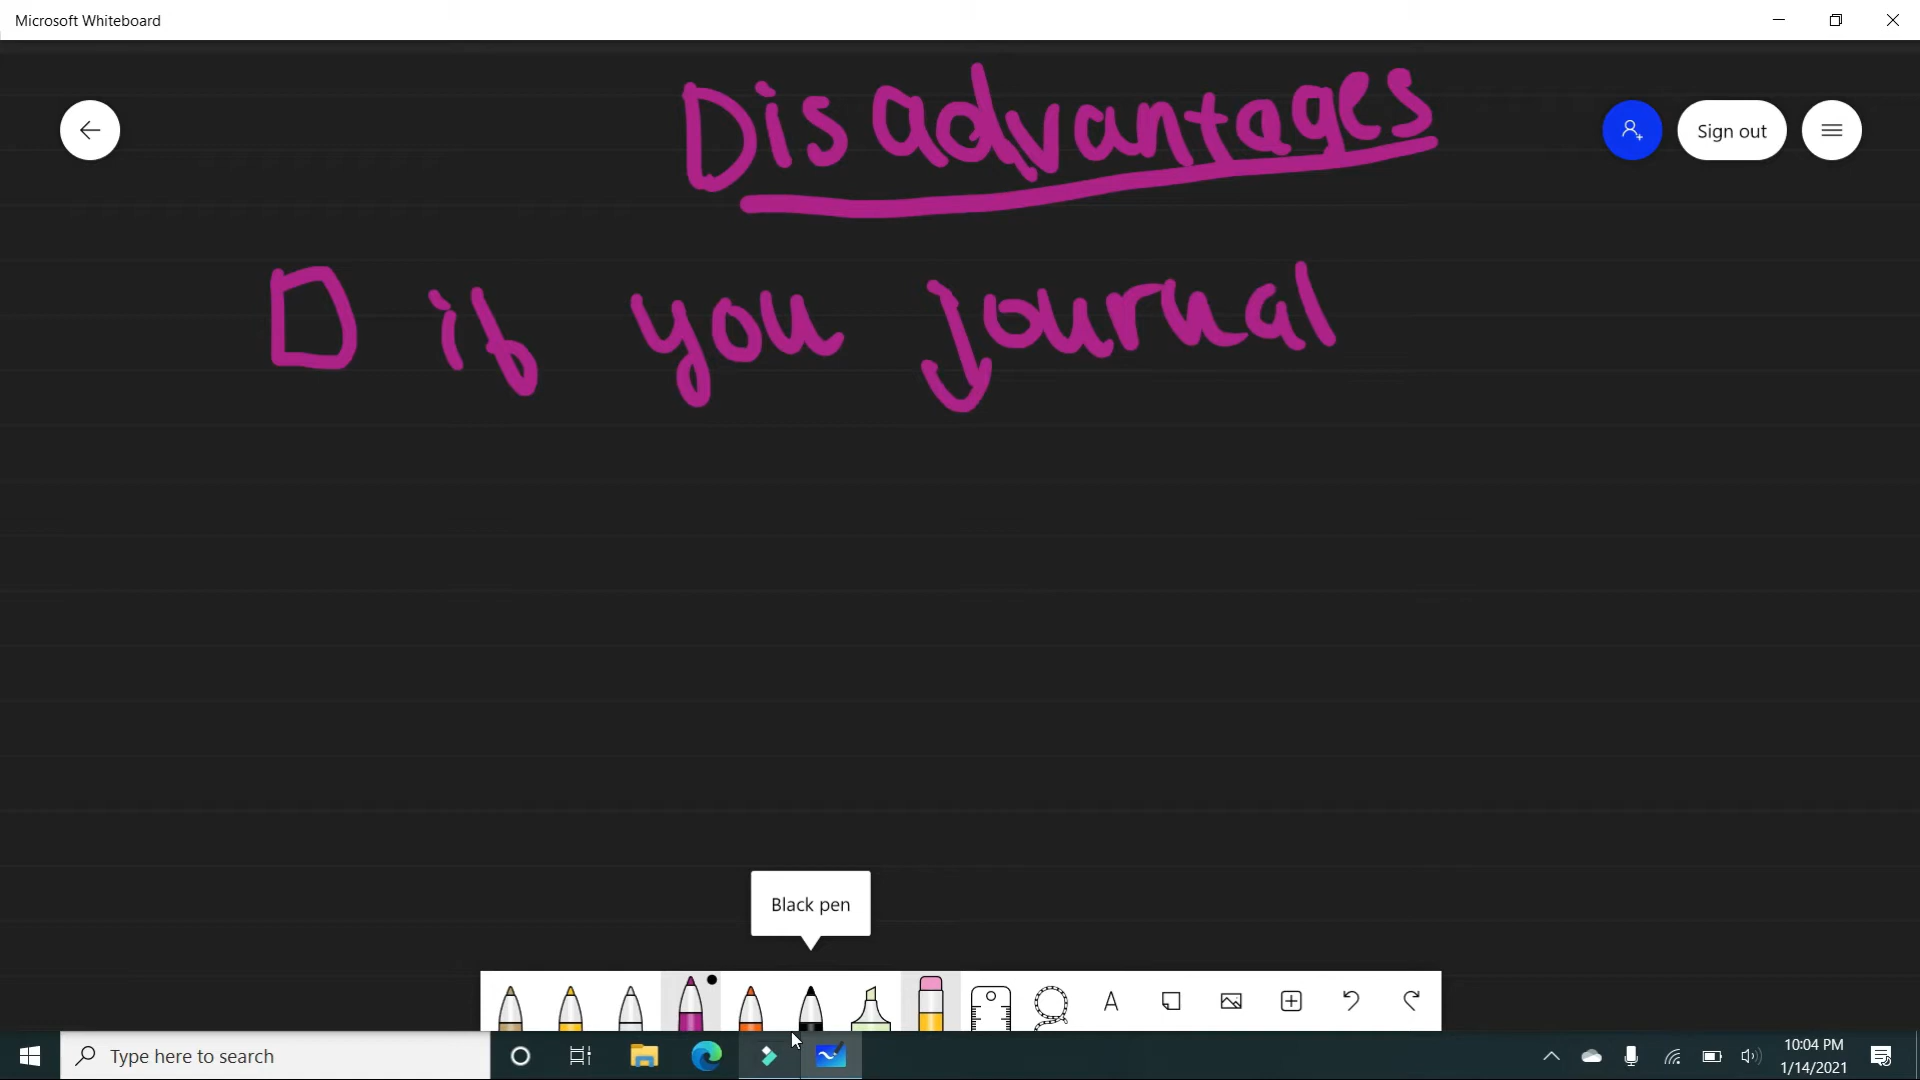 Microsoft Whiteboard
Disadvantages
Sign out
if you journal
Black pen
Type here to search
10:04 PM
1/14/2021